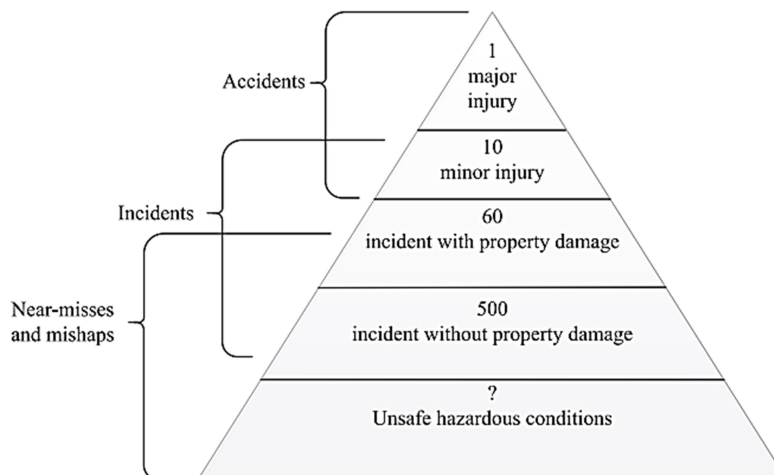 1
major
injury
Accidents
10
minor injury
Incidents
60
incident with property damage
Near-misses
and mishaps
500
incident without property damage
?
Unsafe hazardous conditions